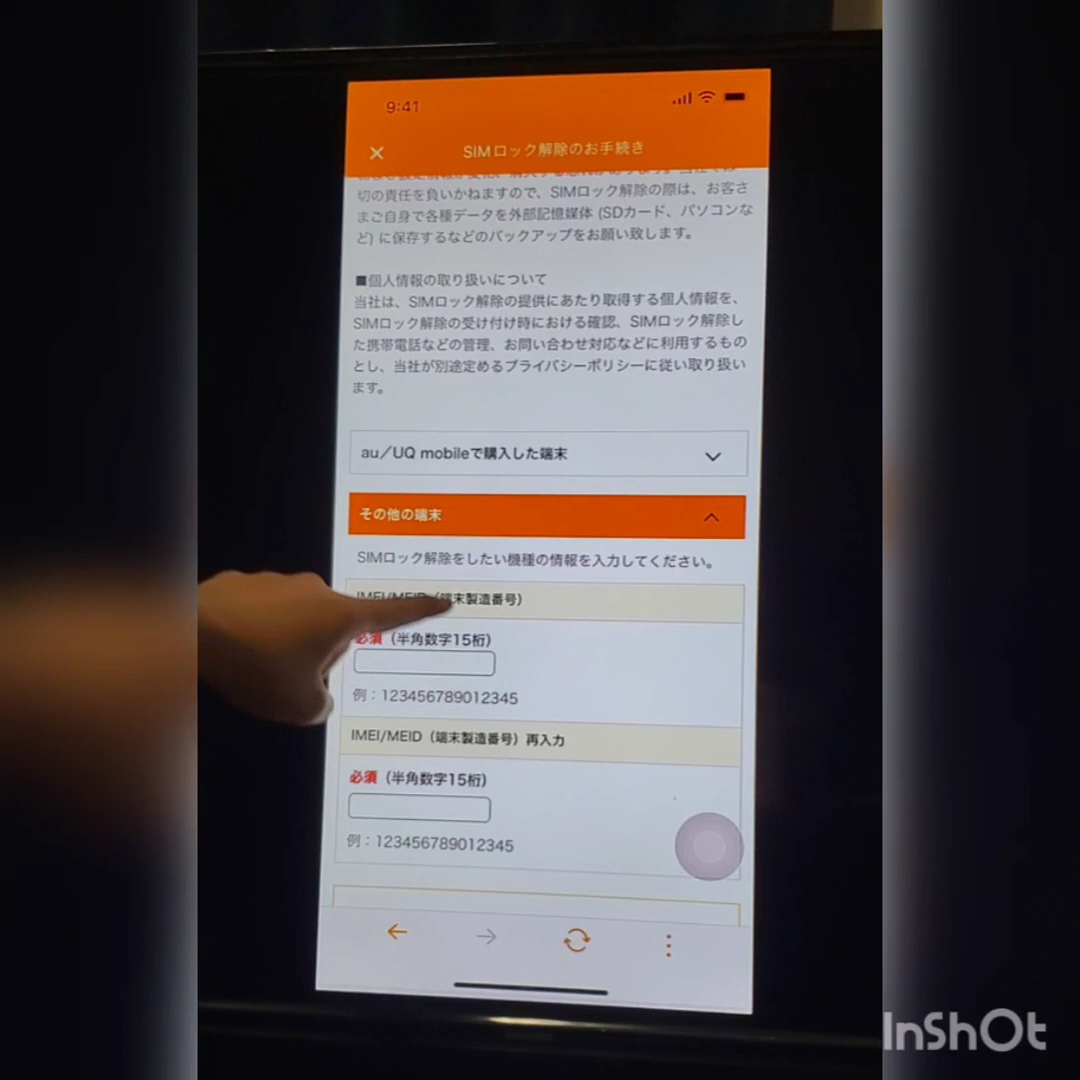 9:41
SIMロック解除のお手続き
切の責任を負いかねますので、SIMロック解除の際は、お客さ
まご自身で各種データを外部記憶媒体 (SDカード、パソコンな
ど) に保存するなどのバックアップをお願い致します。
■個人情報の取り扱いについて
当社は、SIMロック解除の提供にあたり取得する個人情報を、
SIMロック解除の受け付け時における確認、SIMロック解除し
た携帯電話などの管理、お問い合わせ対応などに利用するもの
とし、当社が別途定めるプライバシーポリシーに従い取り扱い
ます。
au／UQ mobileで購入した端末
その他の端末
SIMロック解除をしたい機種の情報を入力してください。
IMEI/MEID（端末製造番号）
必須（半角数字15桁）
例：123456789012345
IMEI/MEID（端末製造番号）再入力
必須（半角数字15桁）
例：123456789012345
InShOt